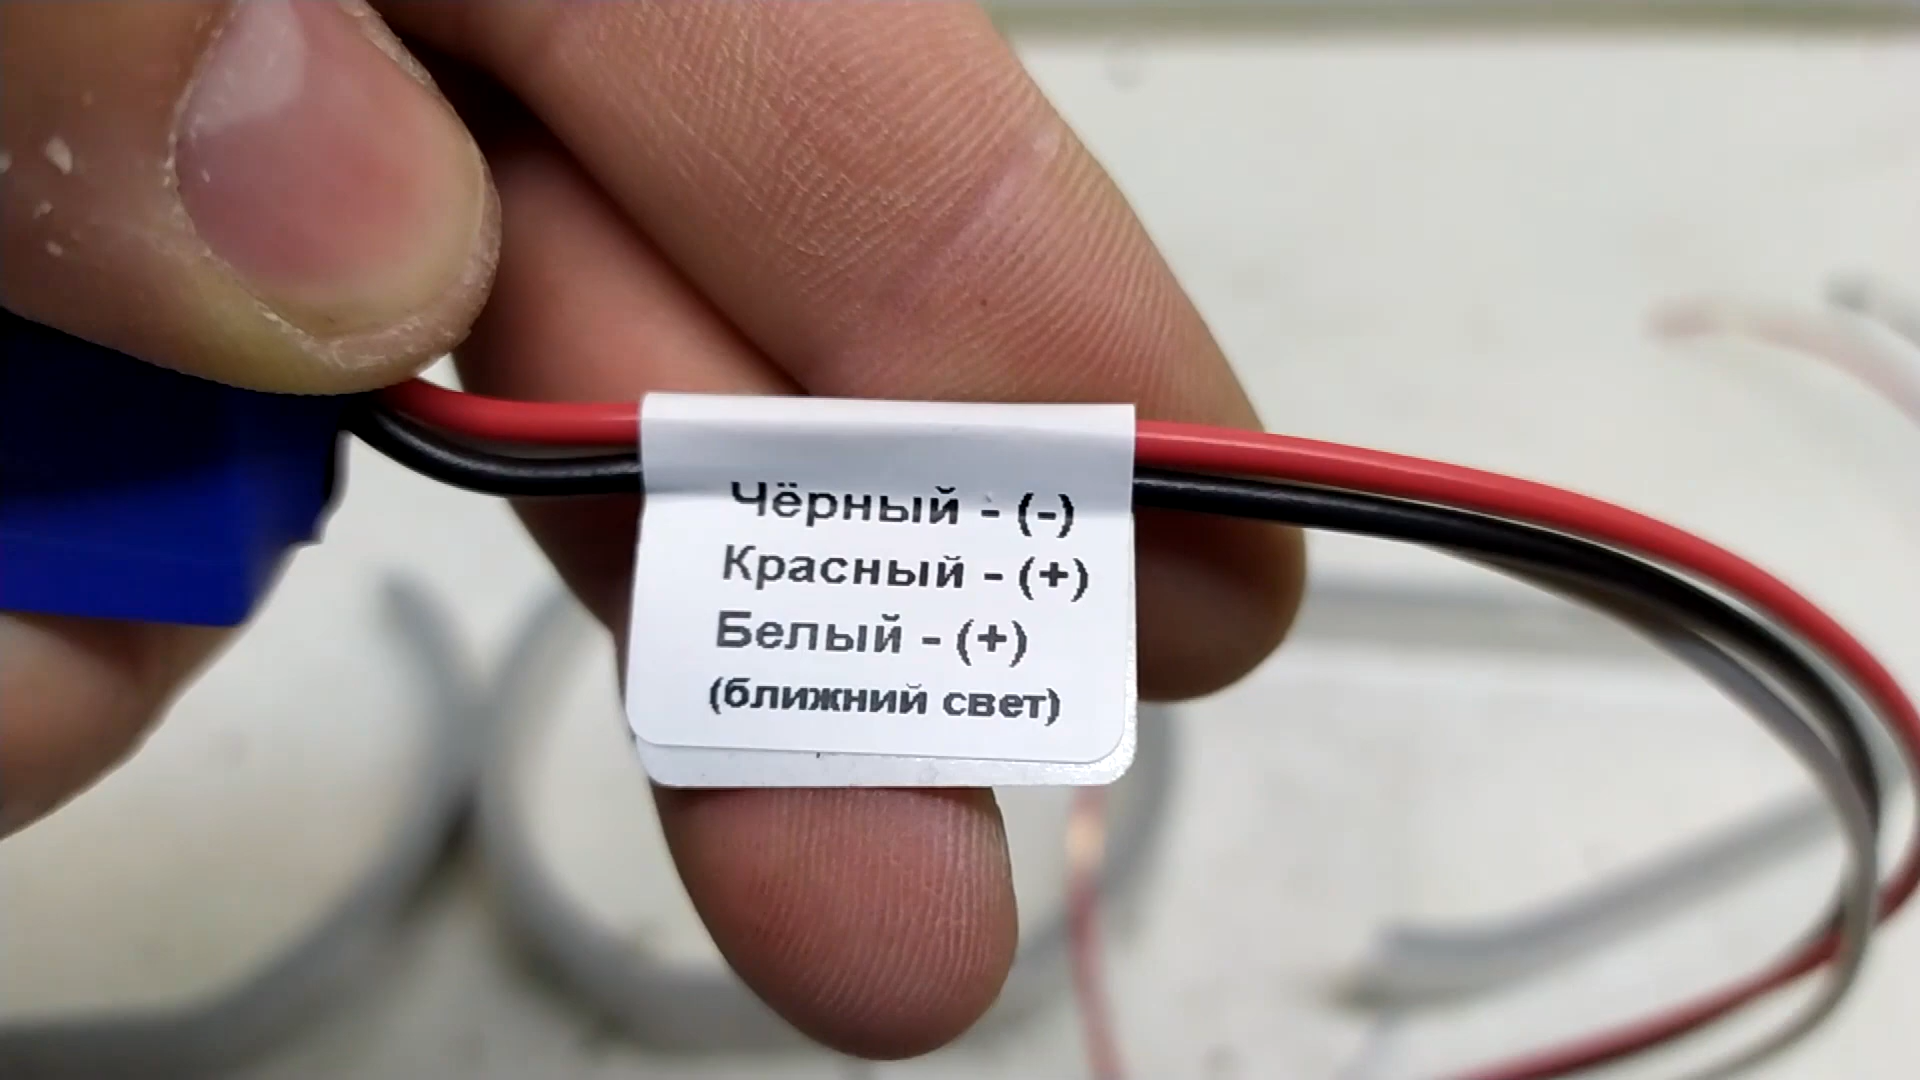 Чёрный - (-)
Красный - (+)
Белый - (+)
(ближний свет)